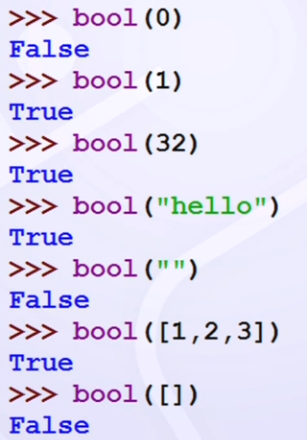 >>> bool(0)
False
>>> bool(1)
True
>>> bool(32)
True
>>> bool("hello")
True
>>> bool("")
False
>>> bool([1,2,3])
True
>>> bool([])
False